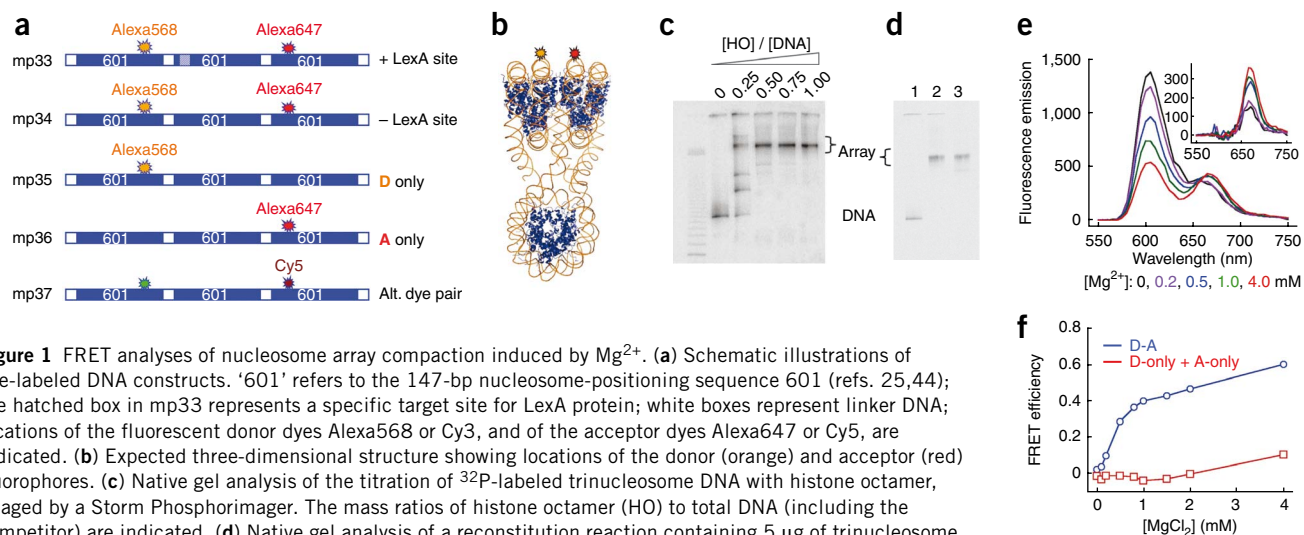 a
Alexa568 Alexa647
mp33 601 601 601 + LexA site
Alexa568 Alexa647
mp34 601 601 601 – LexA site
Alexa568
mp35 601 601 601 D only
Alexa647
mp36 601 601 601 A only
Cy5
mp37 601 601 601 Alt. dye pair
b
c
[HO] / [DNA]
0 0.25 0.50 0.75 1.00
Array
DNA
d
1 2 3
e
Fluorescence emission
1,500
1,000
500
0
300
200
100
0
550 650 750
550 600 650 700 750
Wavelength (nm)
[Mg2+]: 0, 0.2, 0.5, 1.0, 4.0 mM
f
FRET efficiency
0.8
0.6
0.4
0.2
0
D-A
D-only + A-only
0 1 2 3 4
[MgCl2] (mM)
gure 1 FRET analyses of nucleosome array compaction induced by Mg2+. (a) Schematic illustrations of
e-labeled DNA constructs. ‘601’ refers to the 147-bp nucleosome-positioning sequence 601 (refs. 25,44);
e hatched box in mp33 represents a specific target site for LexA protein; white boxes represent linker DNA;
cations of the fluorescent donor dyes Alexa568 or Cy3, and of the acceptor dyes Alexa647 or Cy5, are
dicated. (b) Expected three-dimensional structure showing locations of the donor (orange) and acceptor (red)
uorophores. (c) Native gel analysis of the titration of 32P-labeled trinucleosome DNA with histone octamer,
aged by a Storm Phosphorimager. The mass ratios of histone octamer (HO) to total DNA (including the
mpetitor) are indicated. (d) Native gel analysis of a reconstitution reaction containing 5 µg of trinucleosome